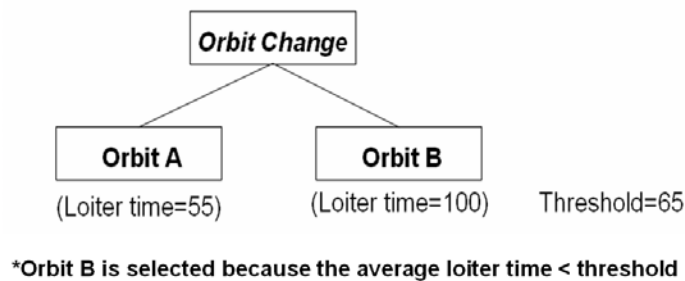 Orbit Change
Orbit A
Orbit B
(Loiter time=55)
(Loiter time=100)
Threshold=65
*Orbit B is selected because the average loiter time < threshold